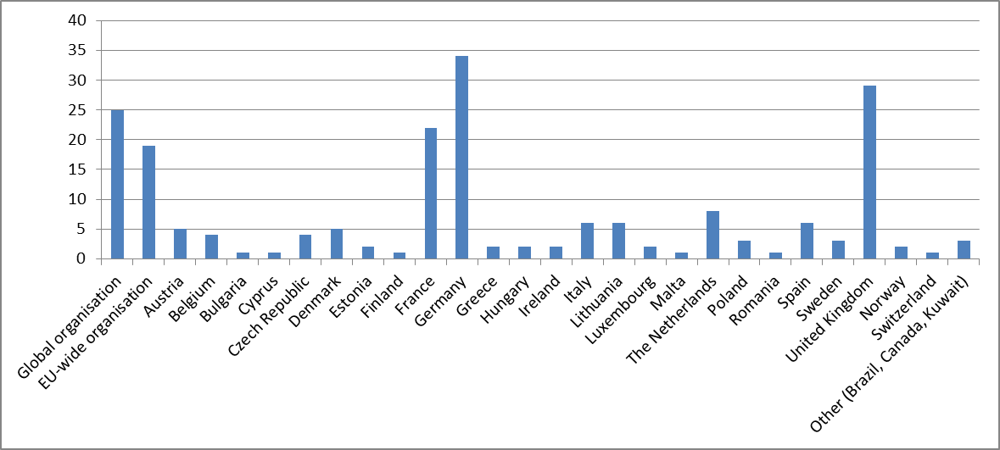 40
35
30
25
20
15
10
5
0
Global organisation
EU-wide organisation
Austria
Belgium
Bulgaria
Cyprus
Czech Republic
Denmark
Estonia
Finland
France
Germany
Greece
Hungary
Ireland
Italy
Lithuania
Luxembourg
Malta
The Netherlands
Poland
Romania
Spain
Sweden
United Kingdom
Norway
Switzerland
Other (Brazil, Canada, Kuwait)